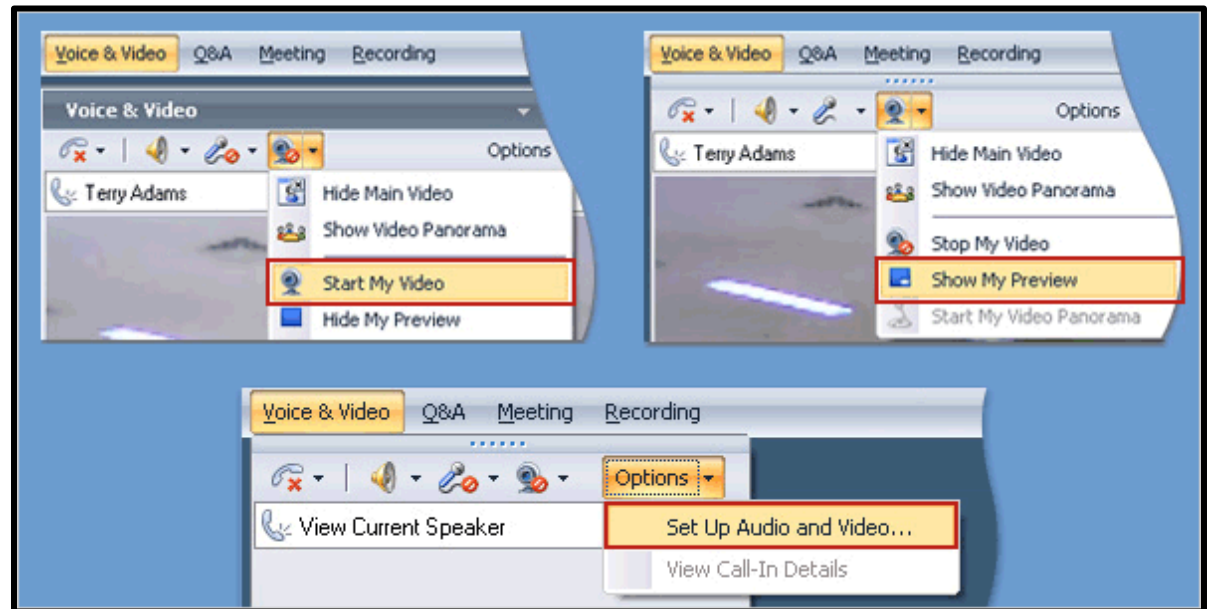 Voice & Video Q&A Meeting Recording
Voice & Video
Options
Terry Adams
Hide Main Video
Show Video Panorama
Start My Video
Hide My Preview
Voice & Video Q&A Meeting Recording
Options
Terry Adams
Hide Main Video
Show Video Panorama
Stop My Video
Show My Preview
Start My Video Panorama
Voice & Video Q&A Meeting Recording
Options
View Current Speaker
Set Up Audio and Video...
View Call-In Details